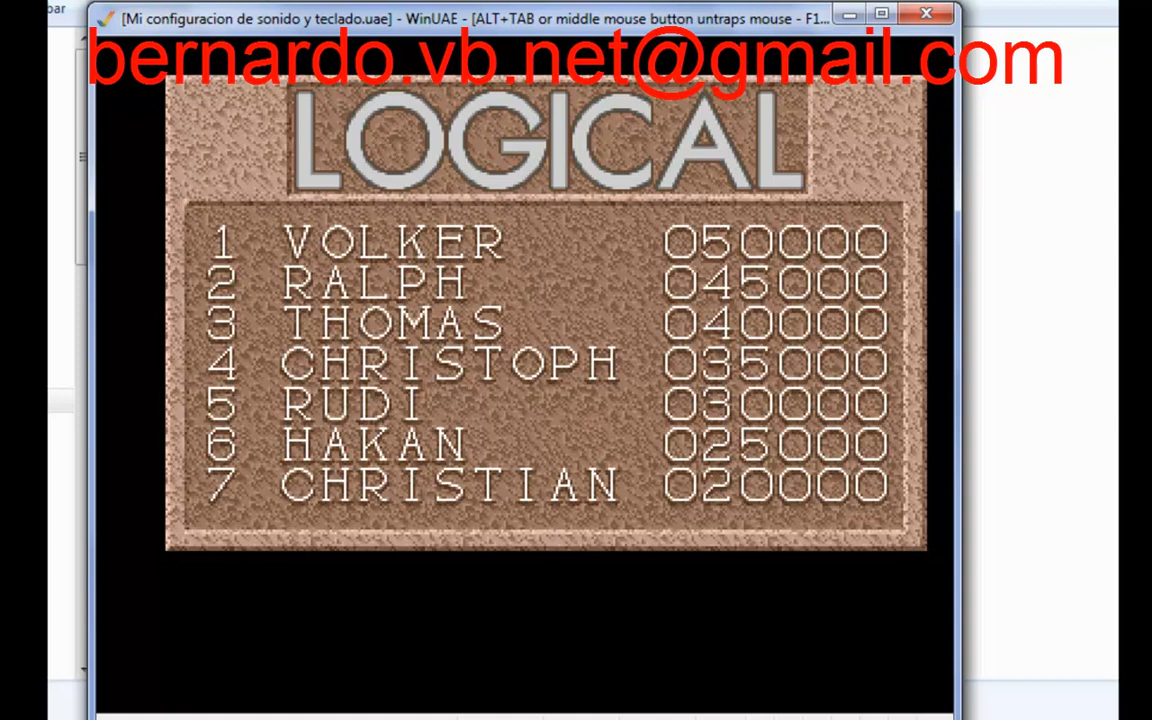 bar
[Mi configuracion de sonido y teclado.uae] - WinUAE - [ALT+TAB or middle mouse button untraps mouse - F1...
bernardo.vb.net@gmail.com
LOGICAL
1 VOLKER 050000
2 RALPH 045000
3 THOMAS 040000
4 CHRISTOPH 035000
5 RUDI 030000
6 HAKAN 025000
7 CHRISTIAN 020000